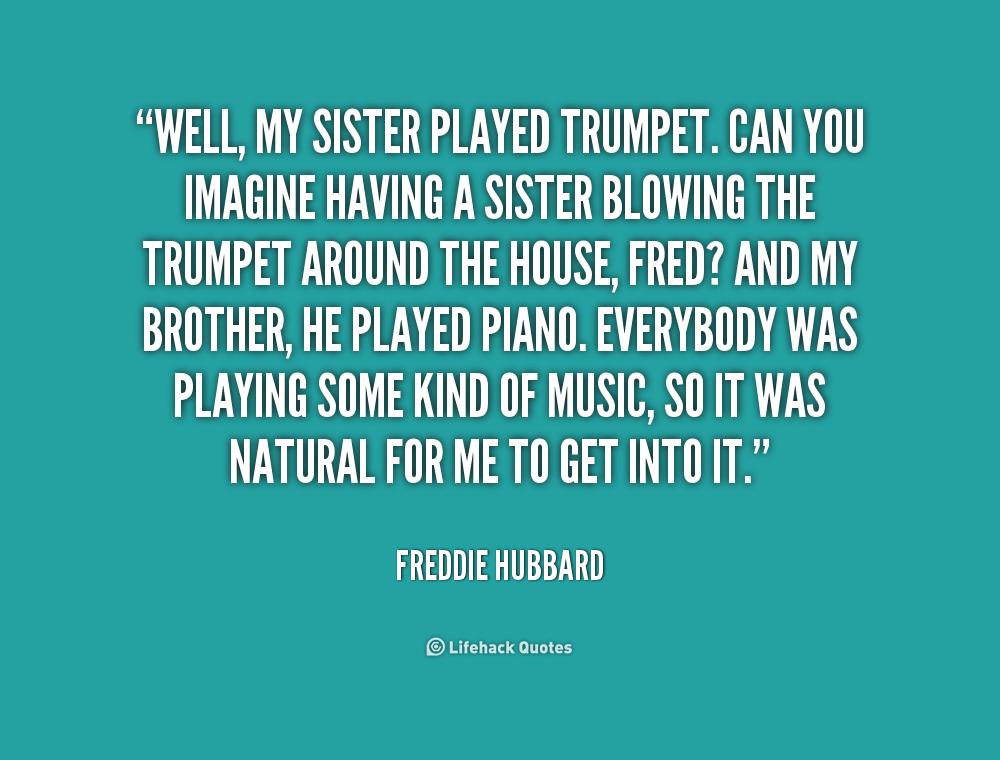 “WELL, MY SISTER PLAYED TRUMPET. CAN YOU
IMAGINE HAVING A SISTER BLOWING THE
TRUMPET AROUND THE HOUSE, FRED? AND MY
BROTHER, HE PLAYED PIANO. EVERYBODY WAS
PLAYING SOME KIND OF MUSIC, SO IT WAS
NATURAL FOR ME TO GET INTO IT.”
FREDDIE HUBBARD
Lifehack Quotes